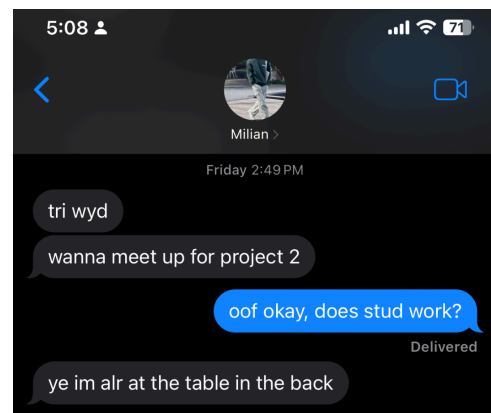 5:08
71
Milian
Friday 2:49 PM
tri wyd
wanna meet up for project 2
oof okay, does stud work?
Delivered
ye im alr at the table in the back